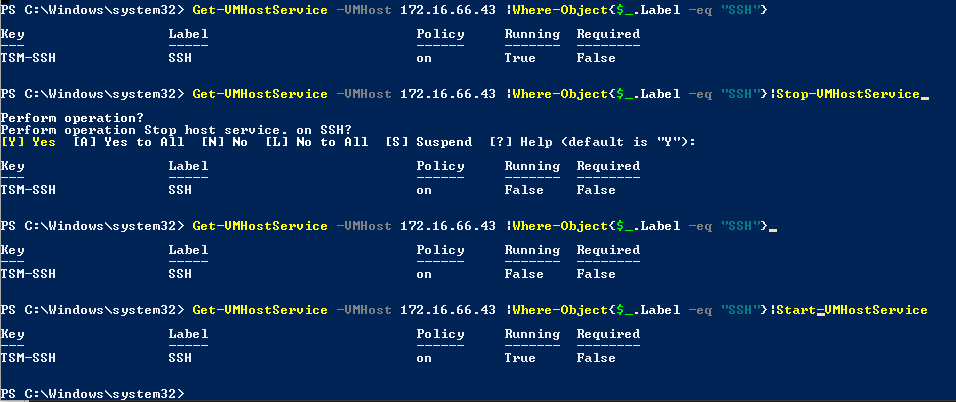 PS C:\Windows\system32> Get-VMHostService -VMHost 172.16.66.43 |Where-Object{$_.Label -eq "SSH"}
Key Label Policy Running Required
--- ----- ------ ------- --------
TSM-SSH SSH on True False
PS C:\Windows\system32> Get-VMHostService -VMHost 172.16.66.43 |Where-Object{$_.Label -eq "SSH"}|Stop-VMHostService
Perform operation?
Perform operation Stop host service. on SSH?
[Y] Yes [A] Yes to All [N] No [L] No to All [S] Suspend [?] Help (default is "Y"):
Key Label Policy Running Required
--- ----- ------ ------- --------
TSM-SSH SSH on False False
PS C:\Windows\system32> Get-VMHostService -VMHost 172.16.66.43 |Where-Object{$_.Label -eq "SSH"}
Key Label Policy Running Required
--- ----- ------ ------- --------
TSM-SSH SSH on False False
PS C:\Windows\system32> Get-VMHostService -VMHost 172.16.66.43 |Where-Object{$_.Label -eq "SSH"}|Start-VMHostService
Key Label Policy Running Required
--- ----- ------ ------- --------
TSM-SSH SSH on True False
PS C:\Windows\system32>